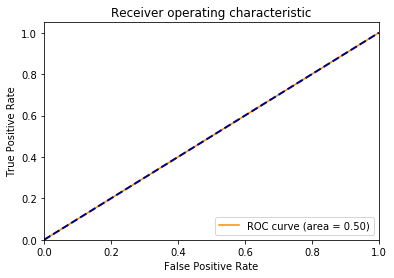 Receiver operating characteristic
True Positive Rate
1.0
0.8
0.6
0.4
0.2
0.0
ROC curve (area = 0.50)
0.0 0.2 0.4 0.6 0.8 1.0
False Positive Rate